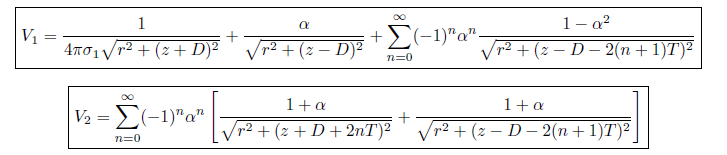 $$V_1 = \frac{1}{4\pi\sigma_1\sqrt{r^2+(z+D)^2}} + \frac{\alpha}{\sqrt{r^2+(z-D)^2}} + \sum_{n=0}^{\infty}(-1)^n\alpha^n \frac{1-\alpha^2}{\sqrt{r^2+(z-D-2(n+1)T)^2}}$$
$$V_2 = \sum_{n=0}^{\infty}(-1)^n\alpha^n \left[\frac{1+\alpha}{\sqrt{r^2+(z+D+2nT)^2}} + \frac{1+\alpha}{\sqrt{r^2+(z-D-2(n+1)T)^2}}\right]$$